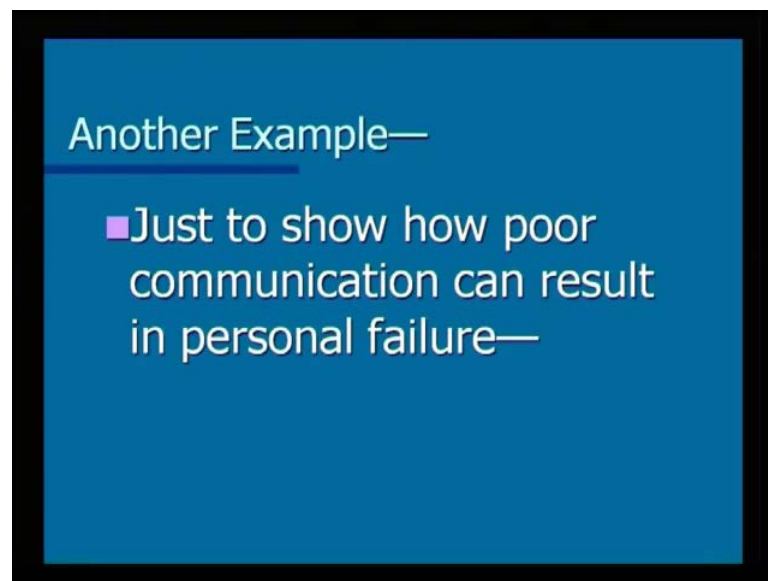 Another Example—
Just to show how poor
communication can result
in personal failure—